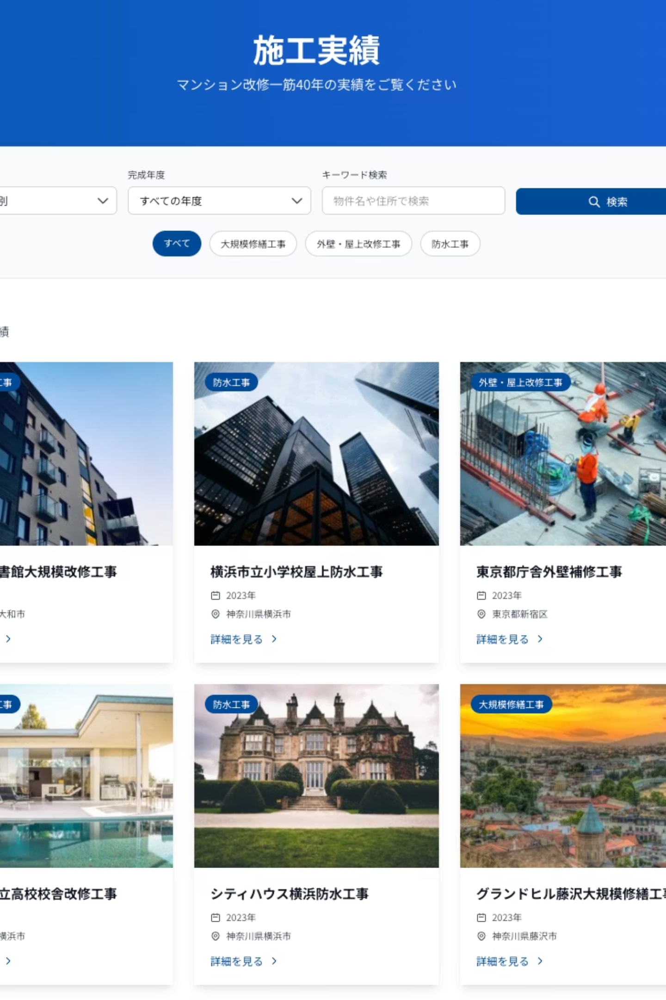 施工実績
マンション改修一筋40年の実績をご覧ください
完成年度
キーワード検索
別
すべての年度
物件名や住所で検索
検索
すべて
大規模修繕工事
外壁・屋上改修工事
防水工事
績
工事
防水工事
外壁・屋上改修工事
書館大規模改修工事
横浜市立小学校屋上防水工事
東京都庁舎外壁補修工事
2023年
2023年
大和市
神奈川県横浜市
東京都新宿区
詳細を見る
詳細を見る
工事
防水工事
大規模修繕工事
立高校校舎改修工事
シティハウス横浜防水工事
グランドヒル藤沢大規模修繕工事
2023年
2023年
横浜市
神奈川県横浜市
神奈川県藤沢市
詳細を見る
詳細を見る